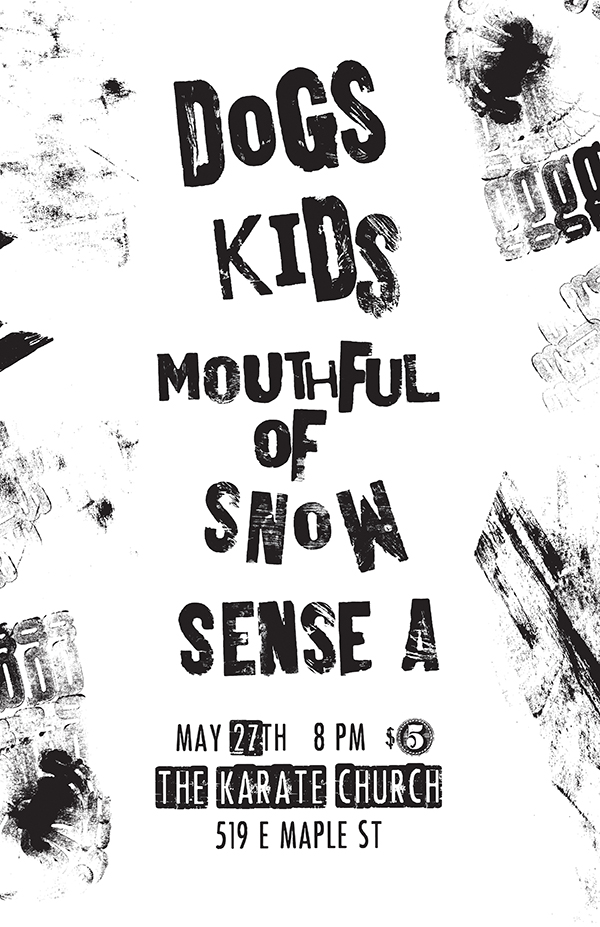 DoGS
KIDS
MOUTHFUL
OF
SNoW
SENSE A
MAY 27TH 8 PM $5
THE KARATE CHURCH
519 E MAPLE ST